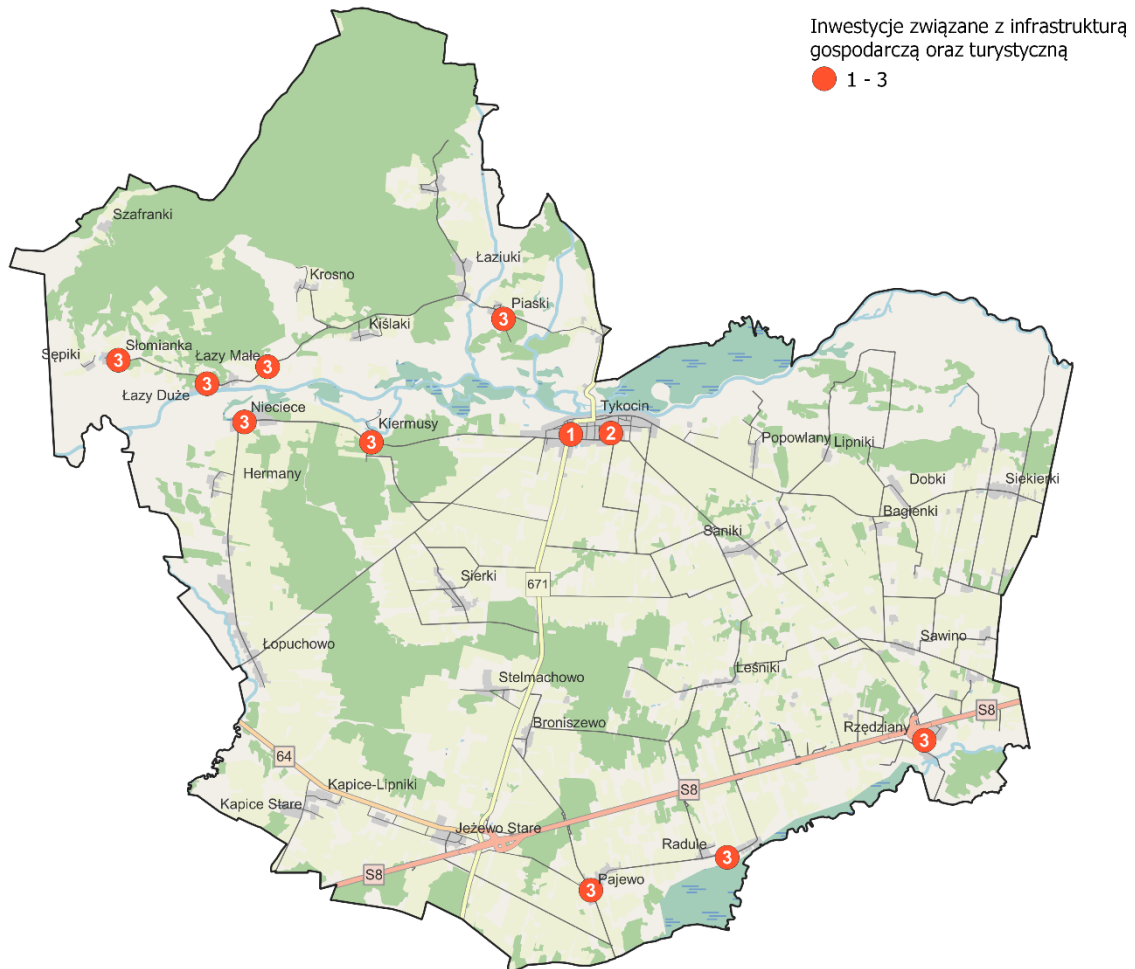 Inwestycje związane z infrastrukturą
gospodarczą oraz turystyczną
1 - 3
Szafranki
Łaziuki
Krosno
Piaski
3
Kiślaki
Słomianka
Sępiki
3
Łazy Małe
3
3
Łazy Duże
Nieciece
3
Kiermusy
3
Tykocin
1
2
Popowlany
Lipniki
Hermany
Dobki
Siekierki
Bagienki
Saniki
Sierki
671
Sawino
Łopuchowo
Leśniki
Stelmachowo
S8
Broniszewo
Rzędziany
3
64
Kapice-Lipniki
S8
Kapice Stare
Jeżewo Stare
Radule
3
S8
Pajewo
3